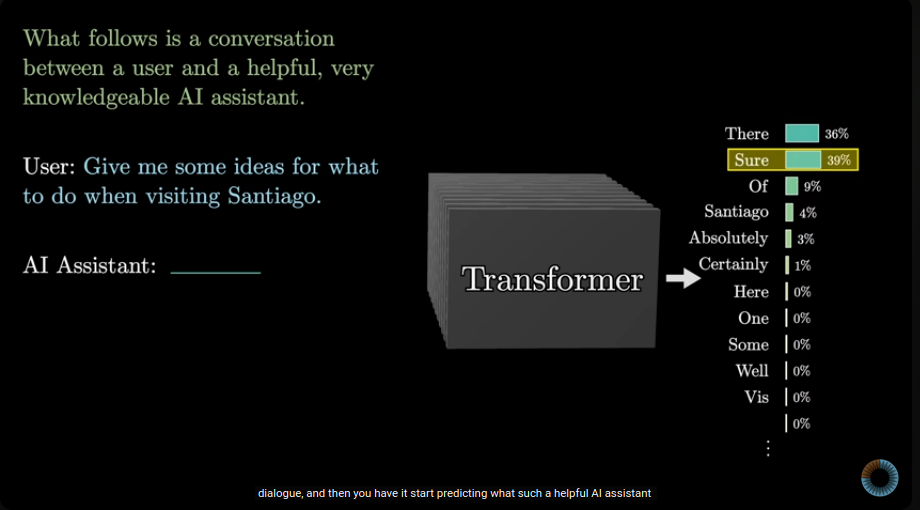 What follows is a conversation
between a user and a helpful, very
knowledgeable AI assistant.
User: Give me some ideas for what
to do when visiting Santiago.
AI Assistant:
Transformer
There 36%
Sure 39%
Of 9%
Santiago 4%
Absolutely 3%
Certainly 1%
Here 0%
One 0%
Some 0%
Well 0%
Vis 0%
0%
⋮
dialogue, and then you have it start predicting what such a helpful AI assistant